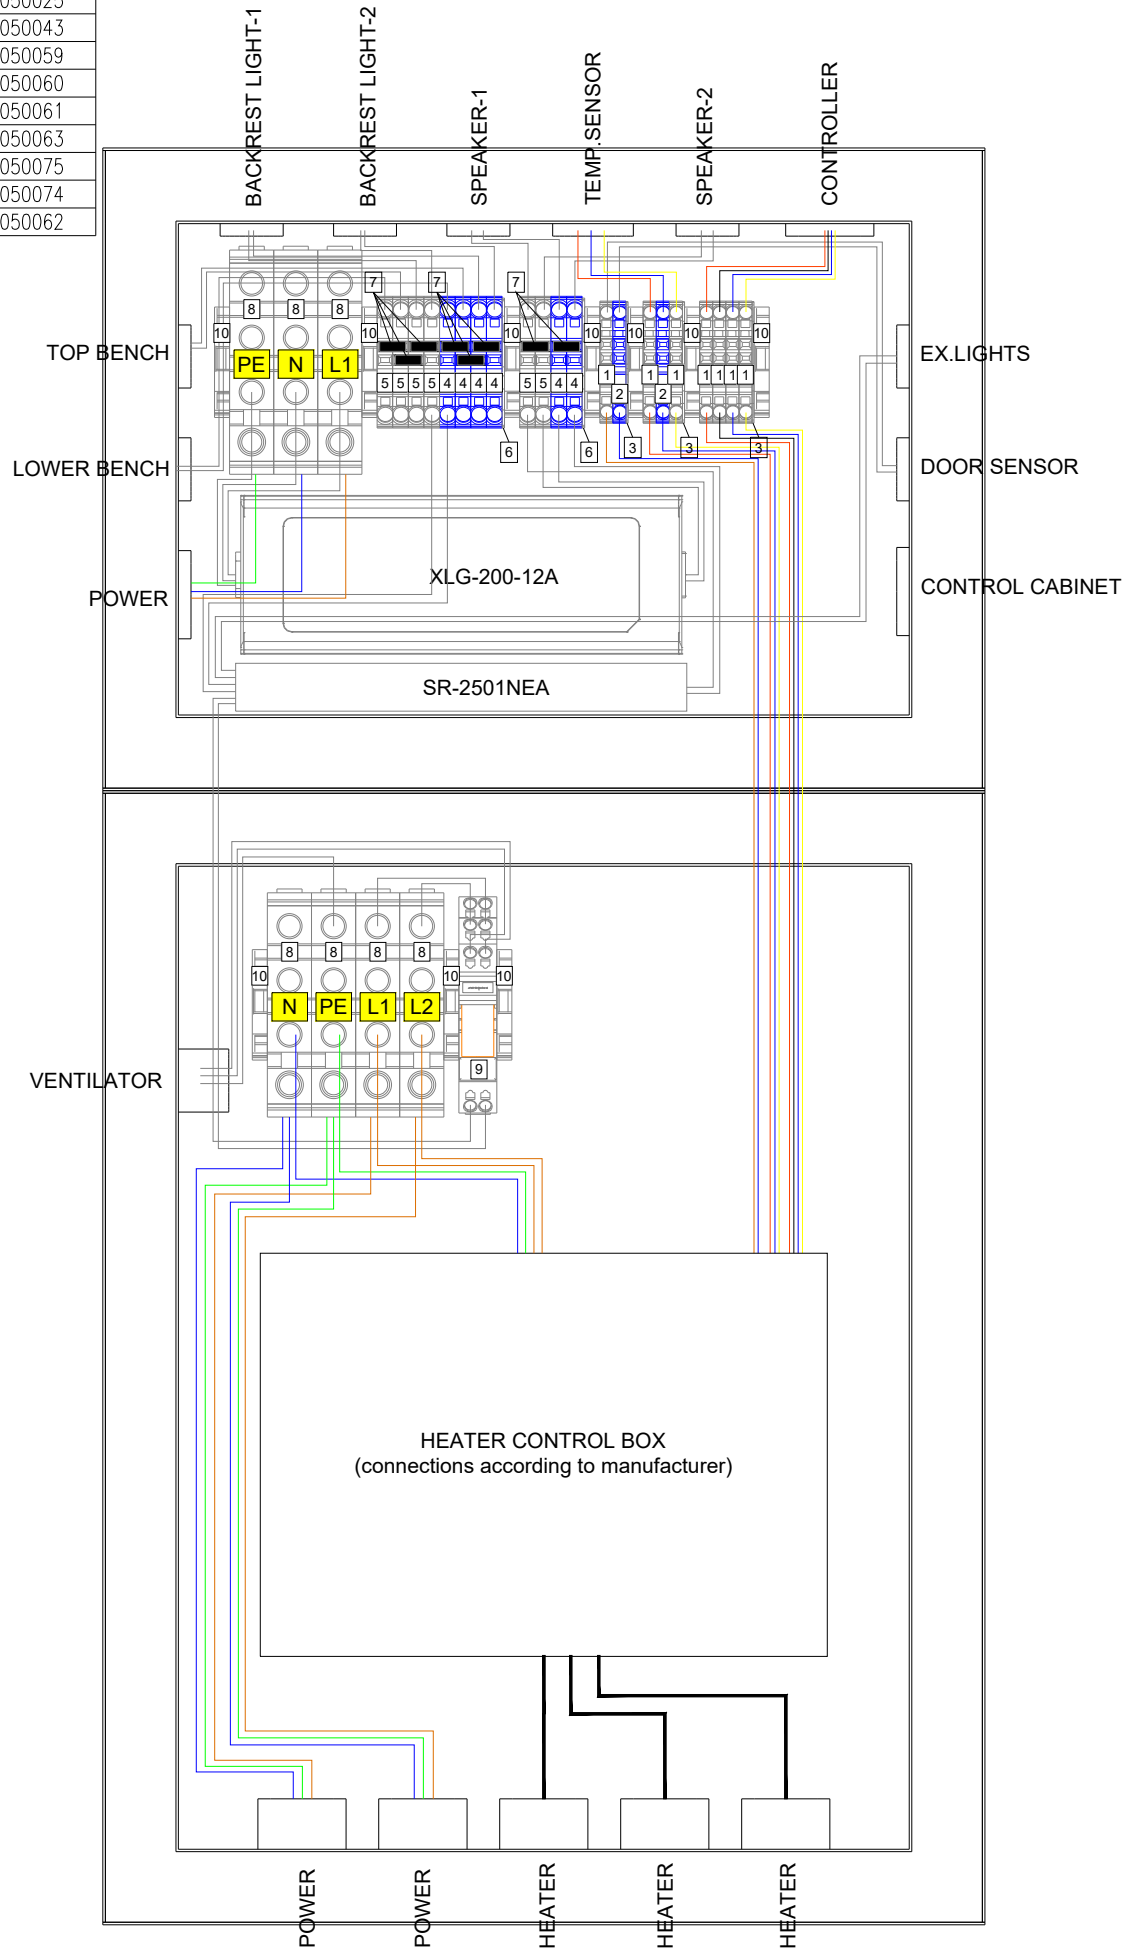 050025
050043
050059
050060
050061
050063
050075
050074
050062
BACKREST LIGHT-1
BACKREST LIGHT-2
SPEAKER-1
TEMP.SENSOR
SPEAKER-2
CONTROLLER
7 7 7
8 8 8
10 10 10 10 10 10 10
TOP BENCH
EX.LIGHTS
PE N L1
5 5 5 5 4 4 4 4 5 5 4 4 1 1 1 1 1 1 1
2 2
6 6 3 3 3
LOWER BENCH
DOOR SENSOR
XLG-200-12A
POWER
CONTROL CABINET
SR-2501NEA
8 8 8 8
10 10 10
N PE L1 L2
9
VENTILATOR
HEATER CONTROL BOX
(connections according to manufacturer)
POWER
POWER
HEATER
HEATER
HEATER